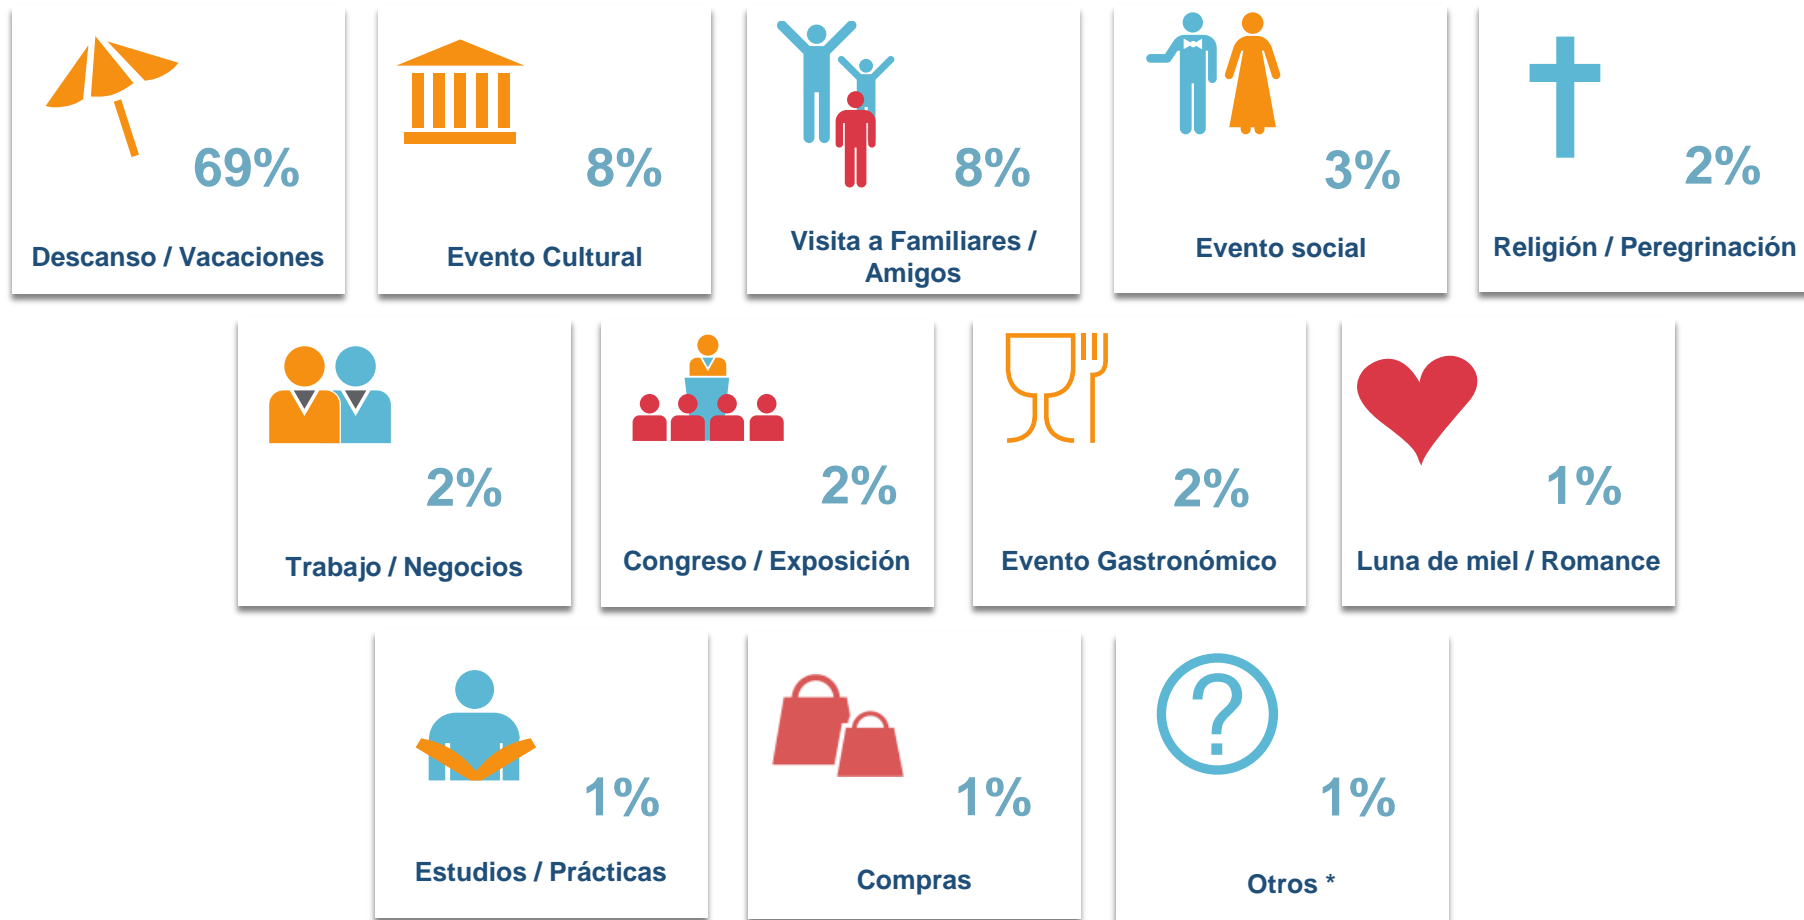 69%
Descanso / Vacaciones
8%
Evento Cultural
8%
Visita a Familiares /
Amigos
3%
Evento social
2%
Religión / Peregrinación
2%
Trabajo / Negocios
2%
Congreso / Exposición
2%
Evento Gastronómico
1%
Luna de miel / Romance
1%
Estudios / Prácticas
1%
Compras
?
1%
Otros *